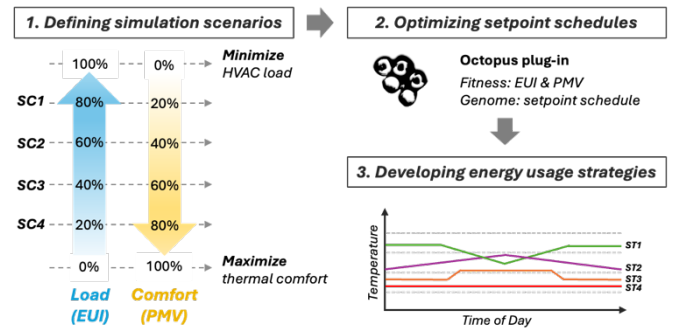 1. Defining simulation scenarios
100% 0% Minimize
HVAC load
SC1 80% 20%
SC2 60% 40%
SC3 40% 60%
SC4 20% 80%
0% 100% Maximize
thermal comfort
Load Comfort
(EUI) (PMV)
2. Optimizing setpoint schedules
Octopus plug-in
Fitness: EUI & PMV
Genome: setpoint schedule
3. Developing energy usage strategies
Temperature
ST1
ST2
ST3
ST4
Time of Day